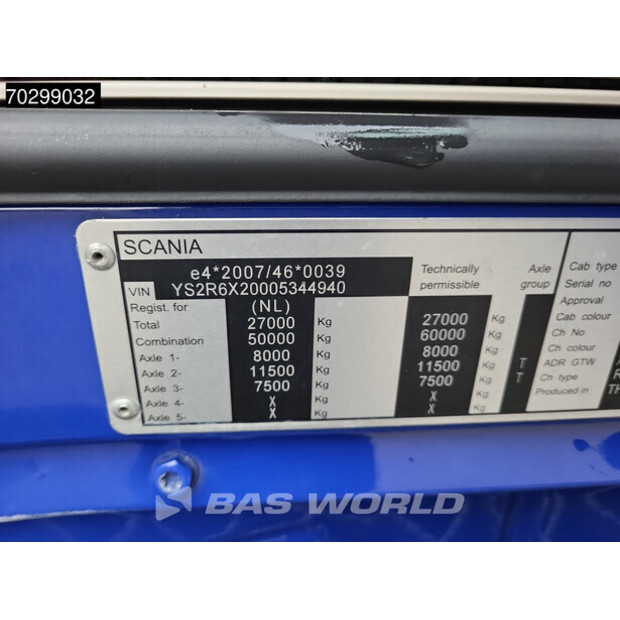 70299032
SCANIA
e4*2007/46*0039
VIN YS2R6X20005344940
Technically permissible
Axle group
Regist. for (NL)
Total 27000 Kg 27000 Kg
Combination 50000 Kg 60000 Kg
Axle 1- 8000 Kg 8000 Kg
Axle 2- 11500 Kg 11500 Kg T
Axle 3- 7500 Kg 7500 Kg T
Axle 4- X Kg X Kg
Axle 5- X Kg X Kg
Cab type
Serial no
Approval
Cab colour
Ch No
Ch colour
ADR GTW
Ch type
Produced in
BAS WORLD